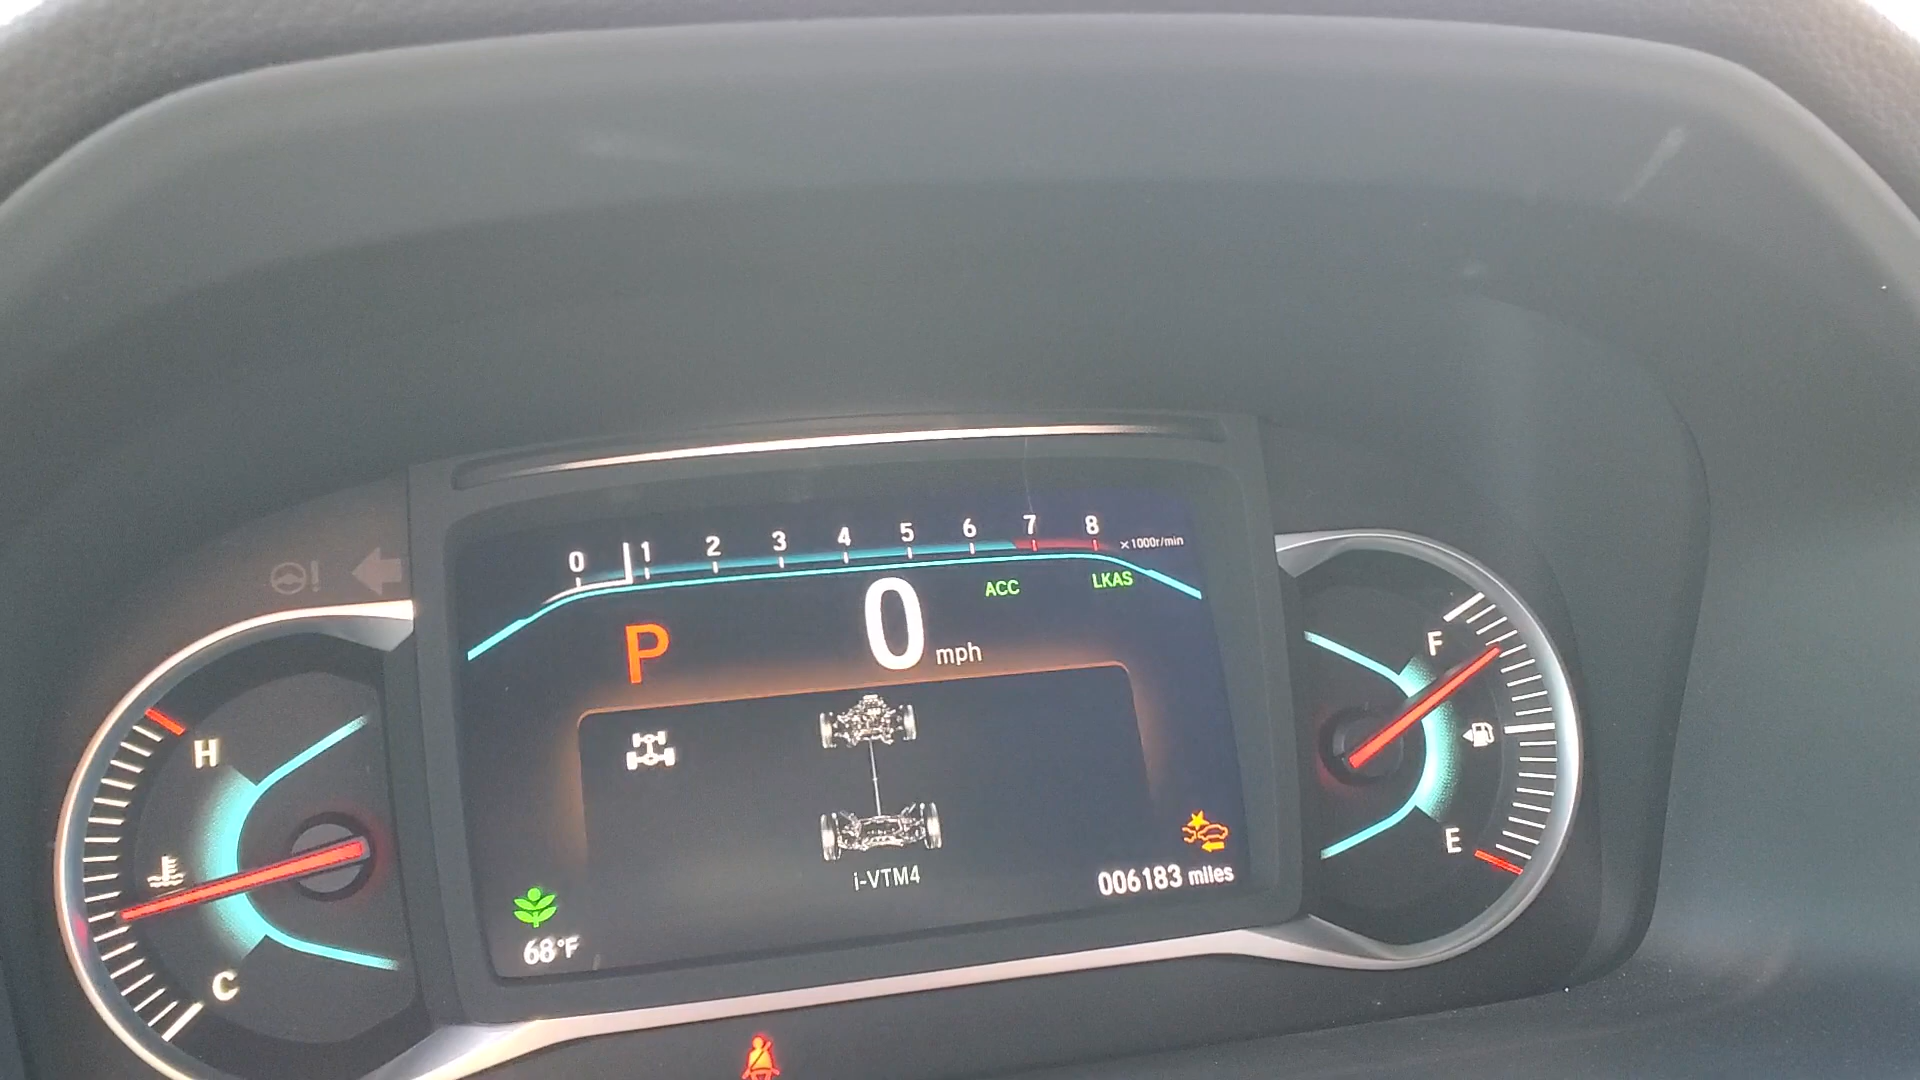 0 1 2 3 4 5 6 7 8 ×1000r/min
ACC LKAS
P 0 mph
H
F
E
i-VTM4
006183 miles
68°F
C